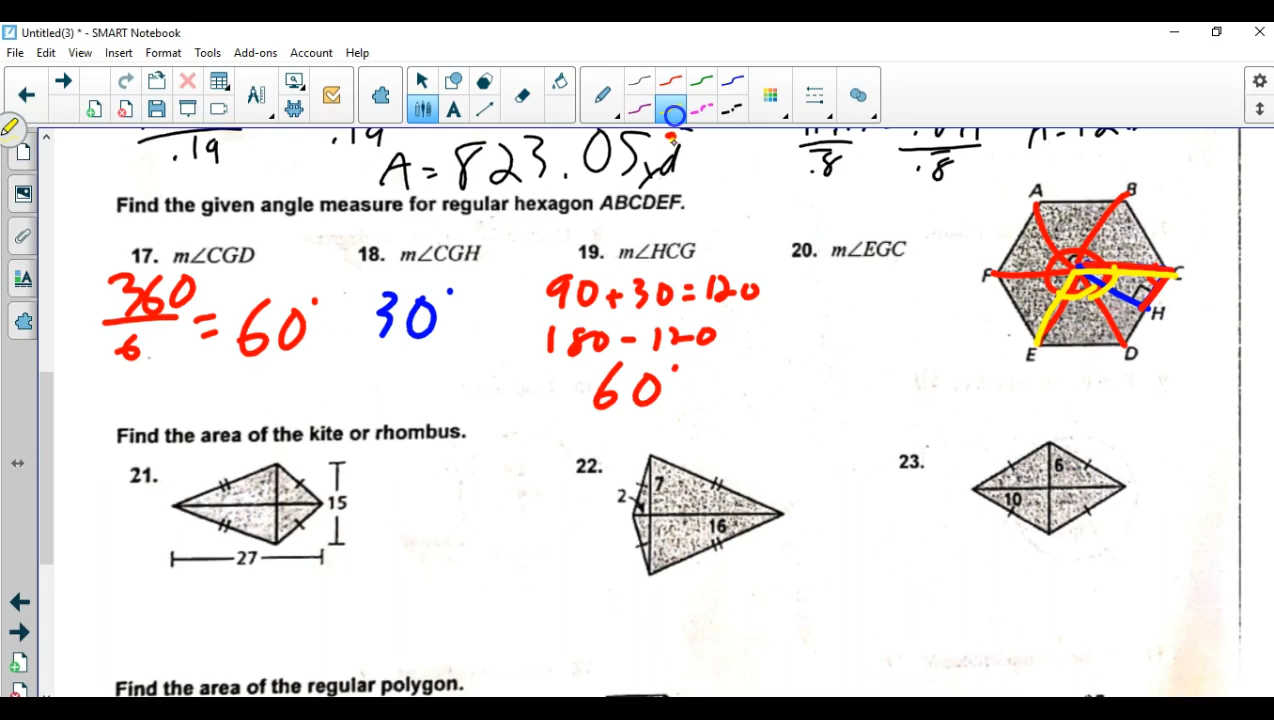 Untitled(3) * - SMART Notebook
File Edit View Insert Format Tools Add-ons Account Help
.19 .19 A = 823.05yd .8 .8
Find the given angle measure for regular hexagon ABCDEF.
17. m∠CGD 18. m∠CGH 19. m∠HCG 20. m∠EGC
360/6 = 60° 30° 90 + 30 = 120
180 - 120
60°
A B
F G C
H
E D
Find the area of the kite or rhombus.
21. 15 27
22. 7 2 16
23. 6 10
Find the area of the regular polygon.